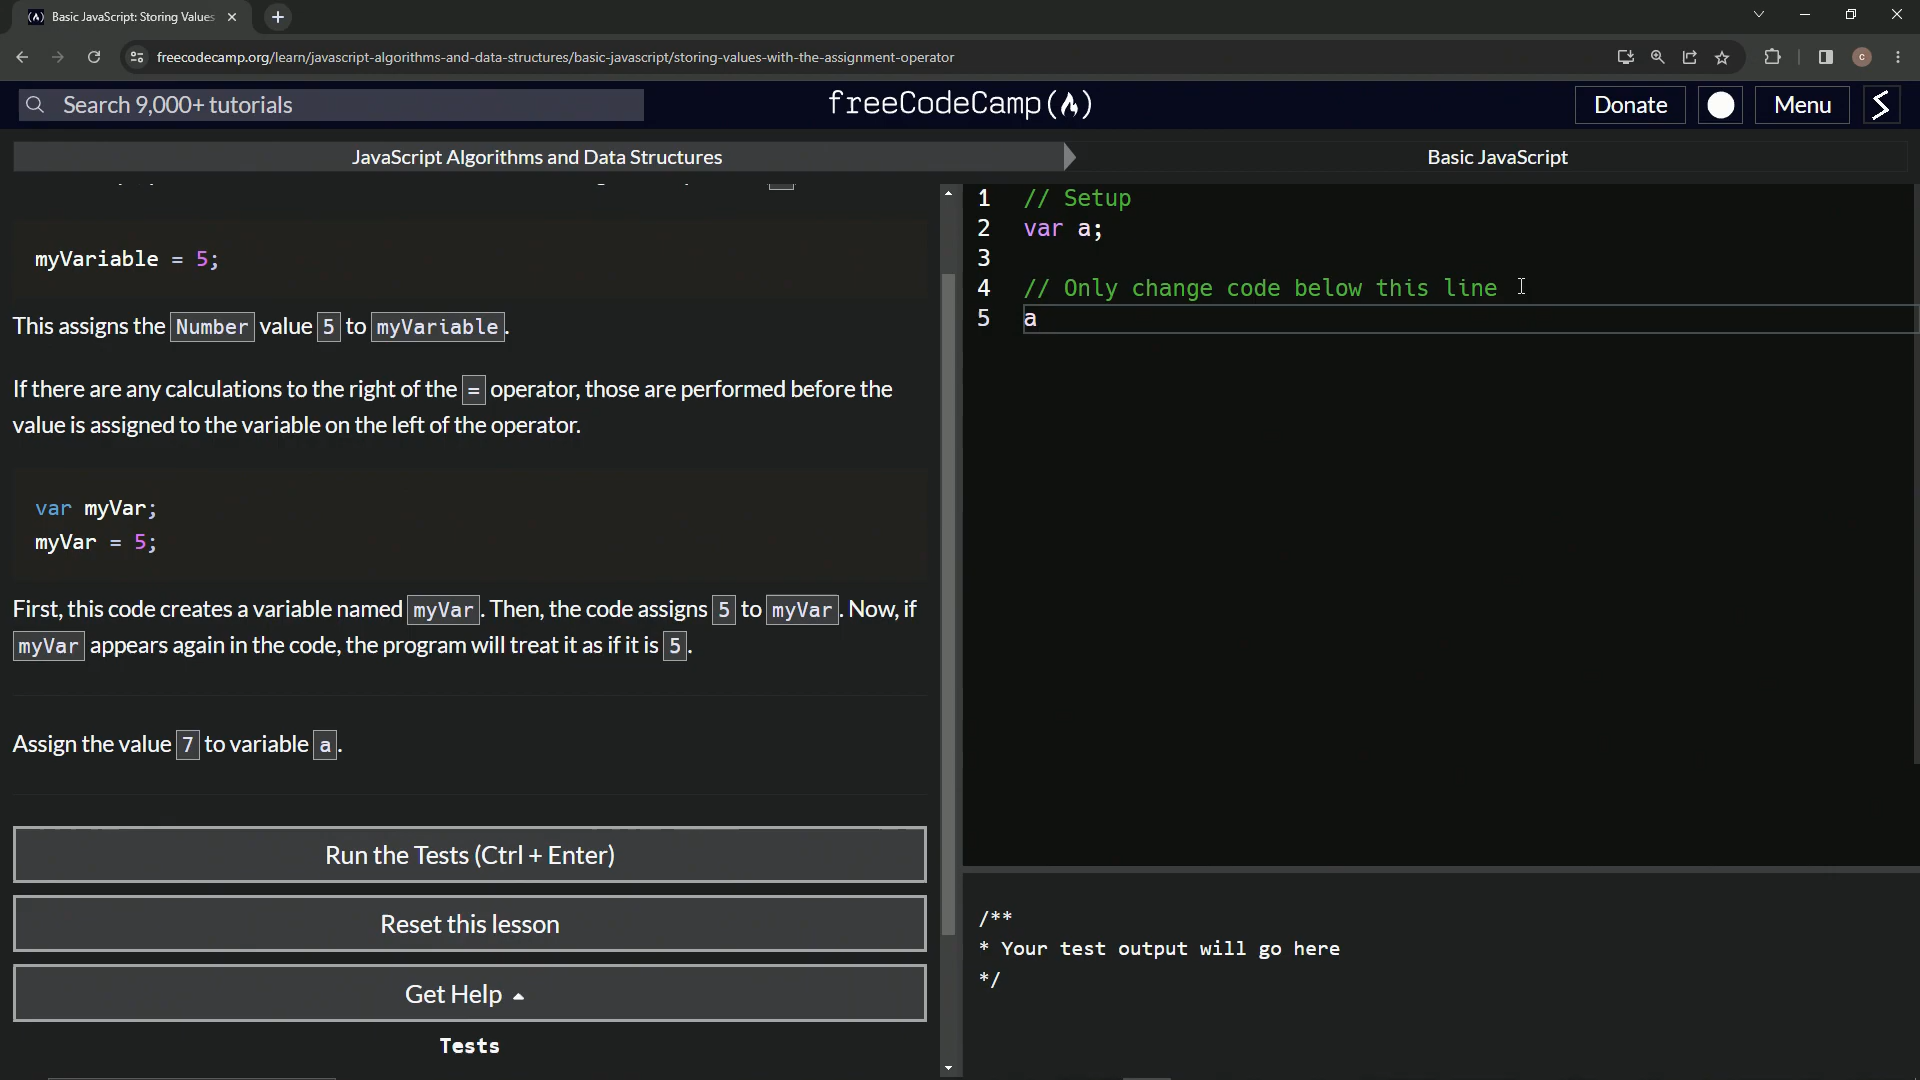 Basic JavaScript: Storing Values
freecodecamp.org/learn/javascript-algorithms-and-data-structures/basic-javascript/storing-values-with-the-assignment-operator
c
Search 9,000+ tutorials
freeCodeCamp
Donate
Menu
JavaScript Algorithms and Data Structures
Basic JavaScript
myVariable = 5;
This assigns the Number value 5 to myVariable.
If there are any calculations to the right of the = operator, those are performed before the
value is assigned to the variable on the left of the operator.
var myVar;
myVar = 5;
First, this code creates a variable named myVar. Then, the code assigns 5 to myVar. Now, if
myVar appears again in the code, the program will treat it as if it is 5.
Assign the value 7 to variable a.
Run the Tests (Ctrl + Enter)
Reset this lesson
Get Help
Tests
1 // Setup
2 var a;
3
4 // Only change code below this line
5 a
/**
* Your test output will go here
*/